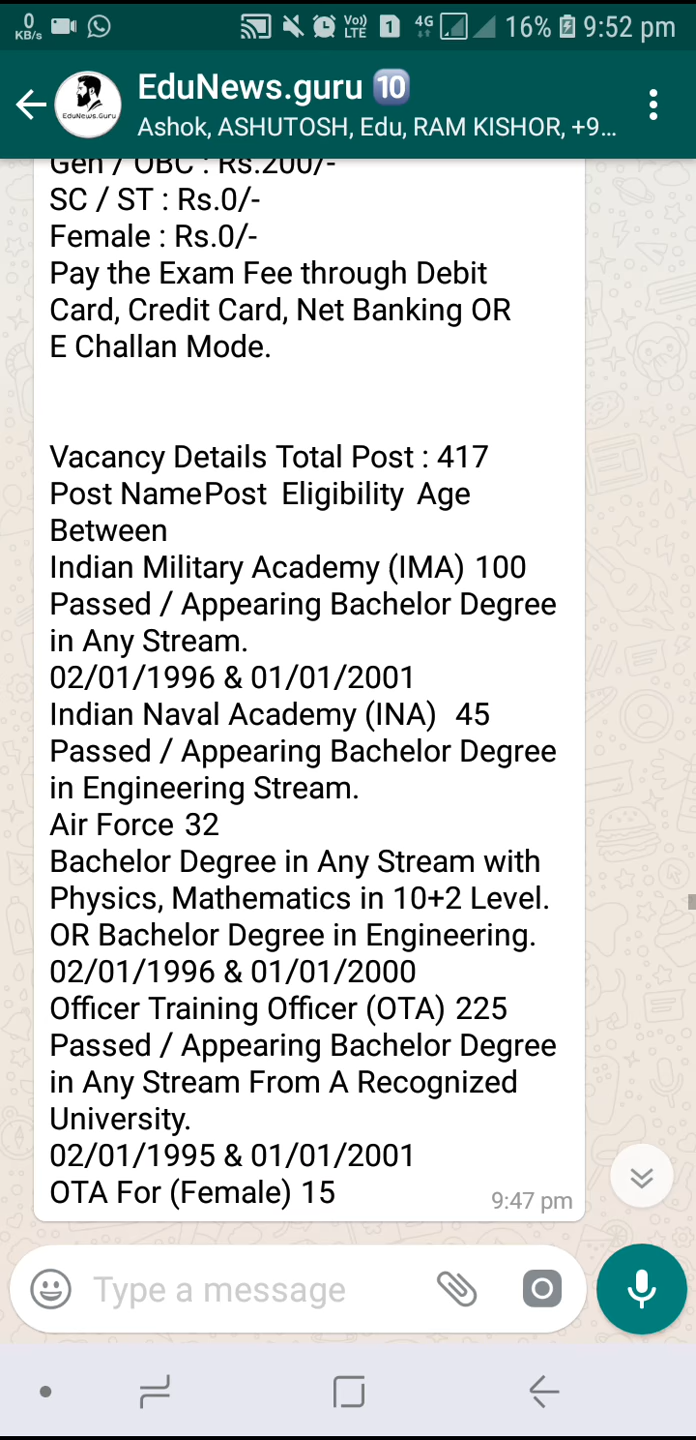 0 KB/s Vo)) LTE 1 4G 16% 9:52 pm
EduNews.guru 🔟
EduNews.Guru
Ashok, ASHUTOSH, Edu, RAM KISHOR, +9...
Gen / OBC : Rs.200/-
SC / ST : Rs.0/-
Female : Rs.0/-
Pay the Exam Fee through Debit
Card, Credit Card, Net Banking OR
E Challan Mode.
Vacancy Details Total Post : 417
Post NamePost Eligibility Age
Between
Indian Military Academy (IMA) 100
Passed / Appearing Bachelor Degree
in Any Stream.
02/01/1996 & 01/01/2001
Indian Naval Academy (INA) 45
Passed / Appearing Bachelor Degree
in Engineering Stream.
Air Force 32
Bachelor Degree in Any Stream with
Physics, Mathematics in 10+2 Level.
OR Bachelor Degree in Engineering.
02/01/1996 & 01/01/2000
Officer Training Officer (OTA) 225
Passed / Appearing Bachelor Degree
in Any Stream From A Recognized
University.
02/01/1995 & 01/01/2001
OTA For (Female) 15
9:47 pm
Type a message